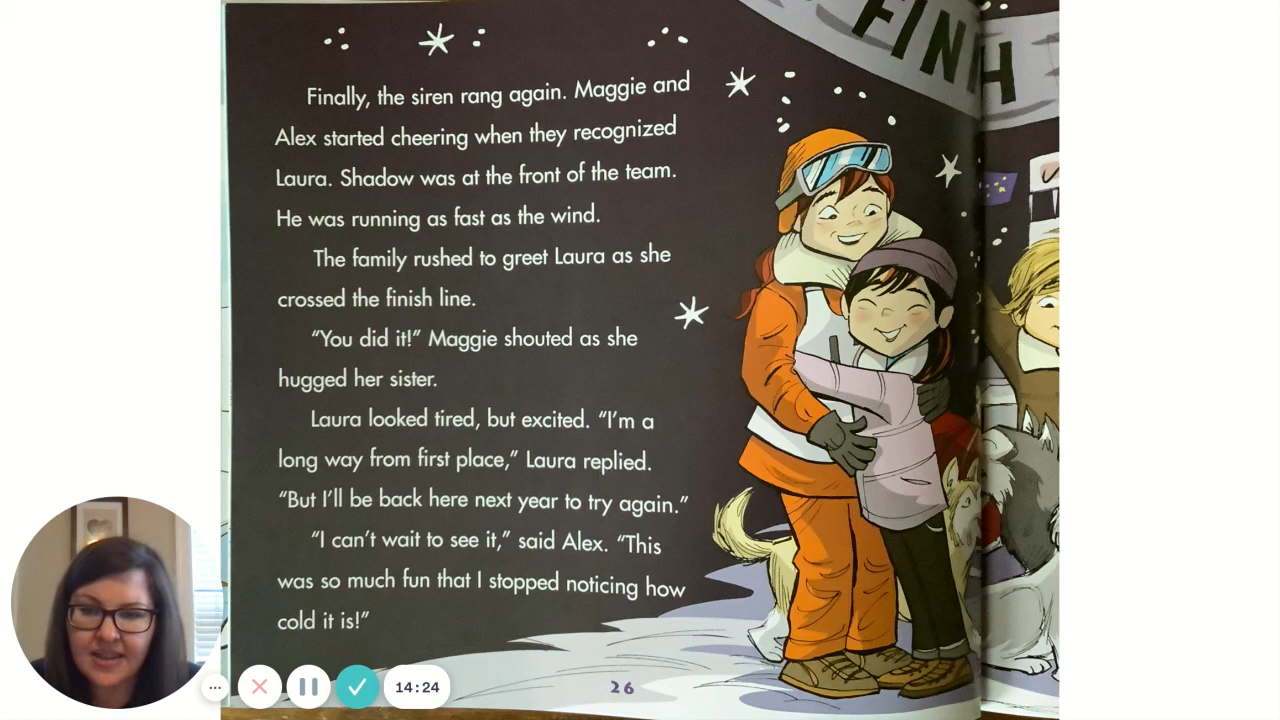 FINI H
Finally, the siren rang again. Maggie and
Alex started cheering when they recognized
Laura. Shadow was at the front of the team.
He was running as fast as the wind.
The family rushed to greet Laura as she
crossed the finish line.
“You did it!” Maggie shouted as she
hugged her sister.
Laura looked tired, but excited. “I’m a
long way from first place,” Laura replied.
“But I’ll be back here next year to try again.”
“I can’t wait to see it,” said Alex. “This
was so much fun that I stopped noticing how
cold it is!”
26
14:24